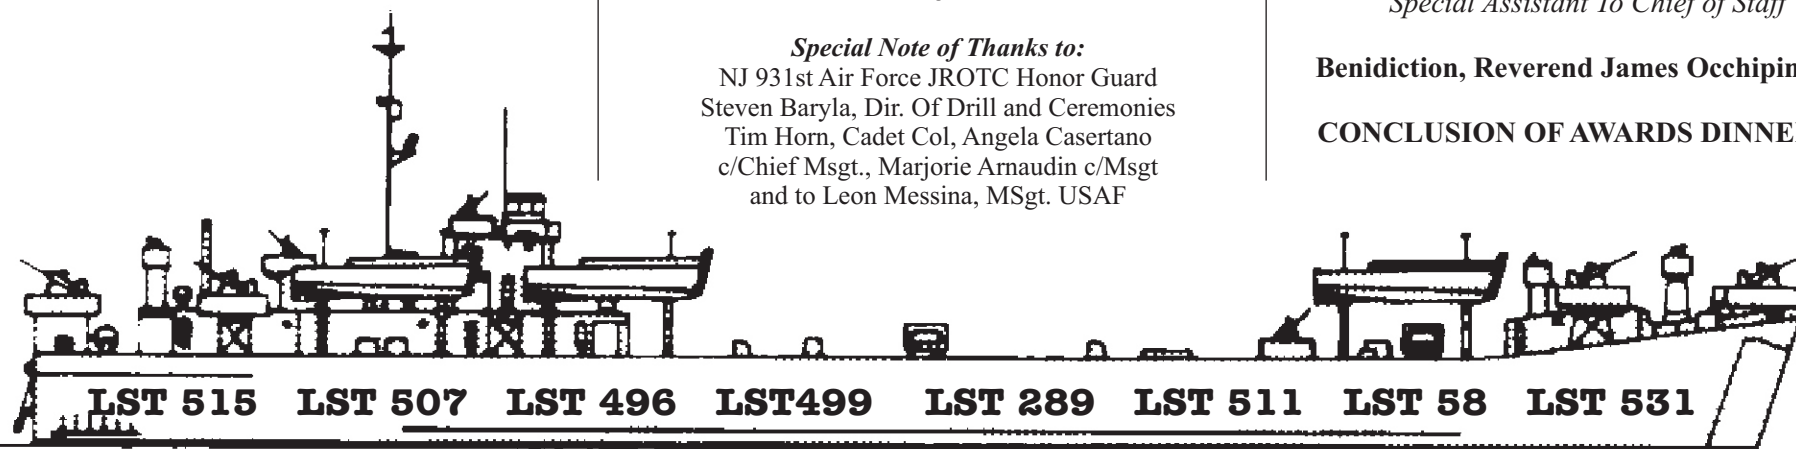 Special Note of Thanks to:
NJ 931st Air Force JROTC Honor Guard
Steven Baryla, Dir. Of Drill and Ceremonies
Tim Horn, Cadet Col, Angela Casertano
c/Chief Msgt., Marjorie Arnaudin c/Msgt
and to Leon Messina, MSgt. USAF
Special Assistant To Chief of Staff
Benidiction, Reverend James
CONCLUSION OF AWARDS
LST 515 LST 507 LST 496 LST499 LST 289 LST 511 LST 58 LST 531